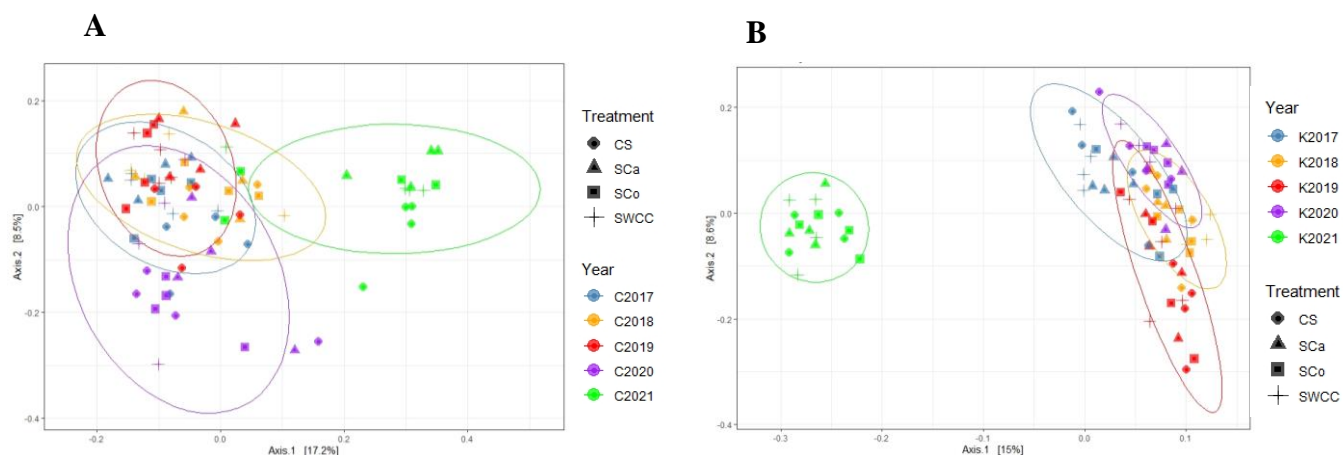 A
0.2
0.0
-0.2
-0.4
-0.2
0.0
0.2
0.4
Axis.2 [8.5%]
Axis.1 [17.2%]
Treatment
CS
SCa
SCo
SWCC
Year
C2017
C2018
C2019
C2020
C2021
B
0.2
0.0
-0.2
-0.4
-0.3
-0.2
-0.1
0.0
0.1
Axis.2 [8.6%]
Axis.1 [15%]
Year
K2017
K2018
K2019
K2020
K2021
Treatment
CS
SCa
SCo
SWCC